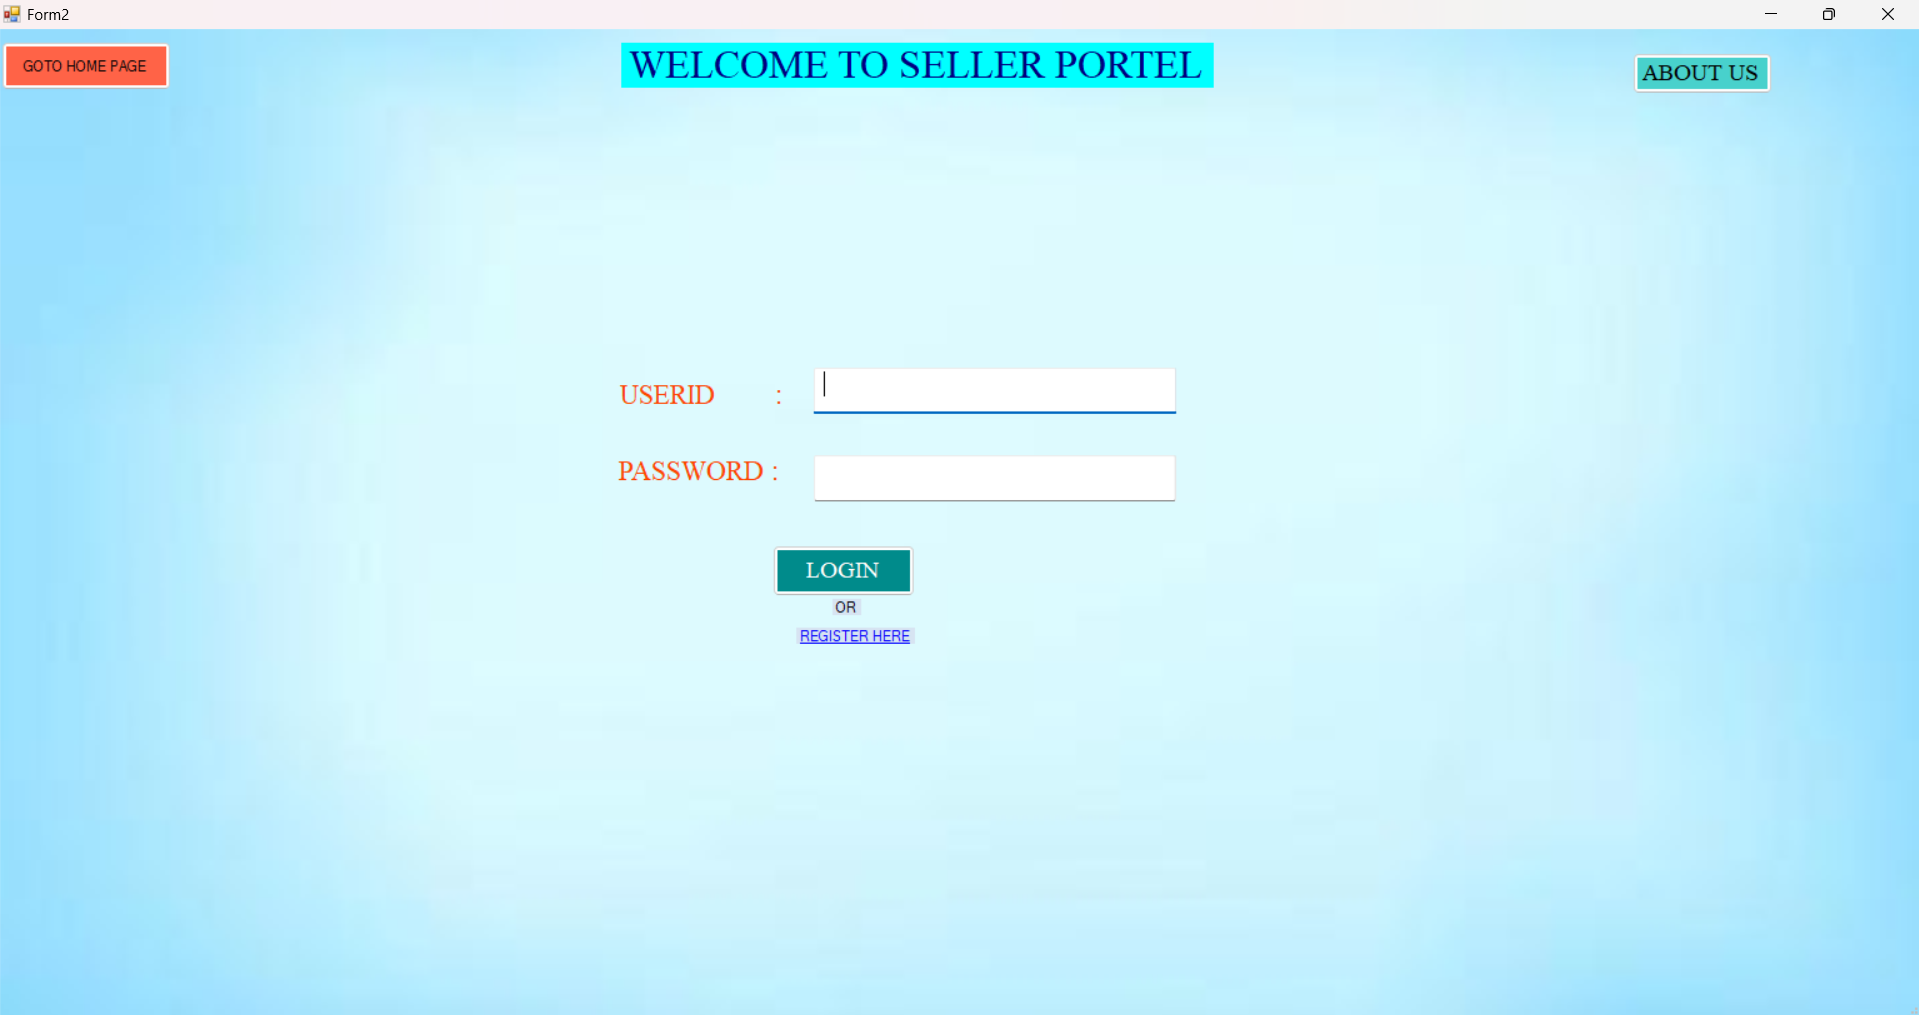 Form2
GOTO HOME PAGE
WELCOME TO SELLER PORTEL
ABOUT US
USERID :
PASSWORD :
LOGIN
OR
REGISTER HERE